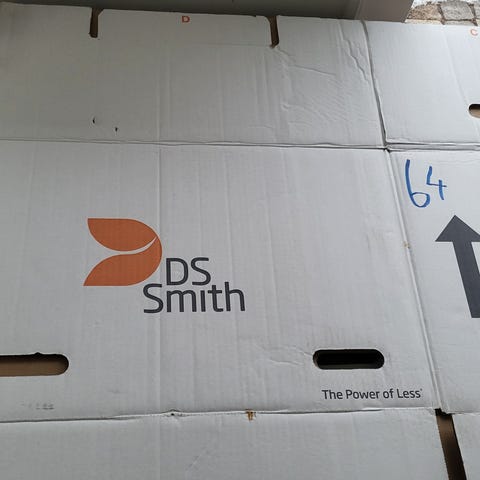 D
C
64
DS
Smith
The Power of Less®